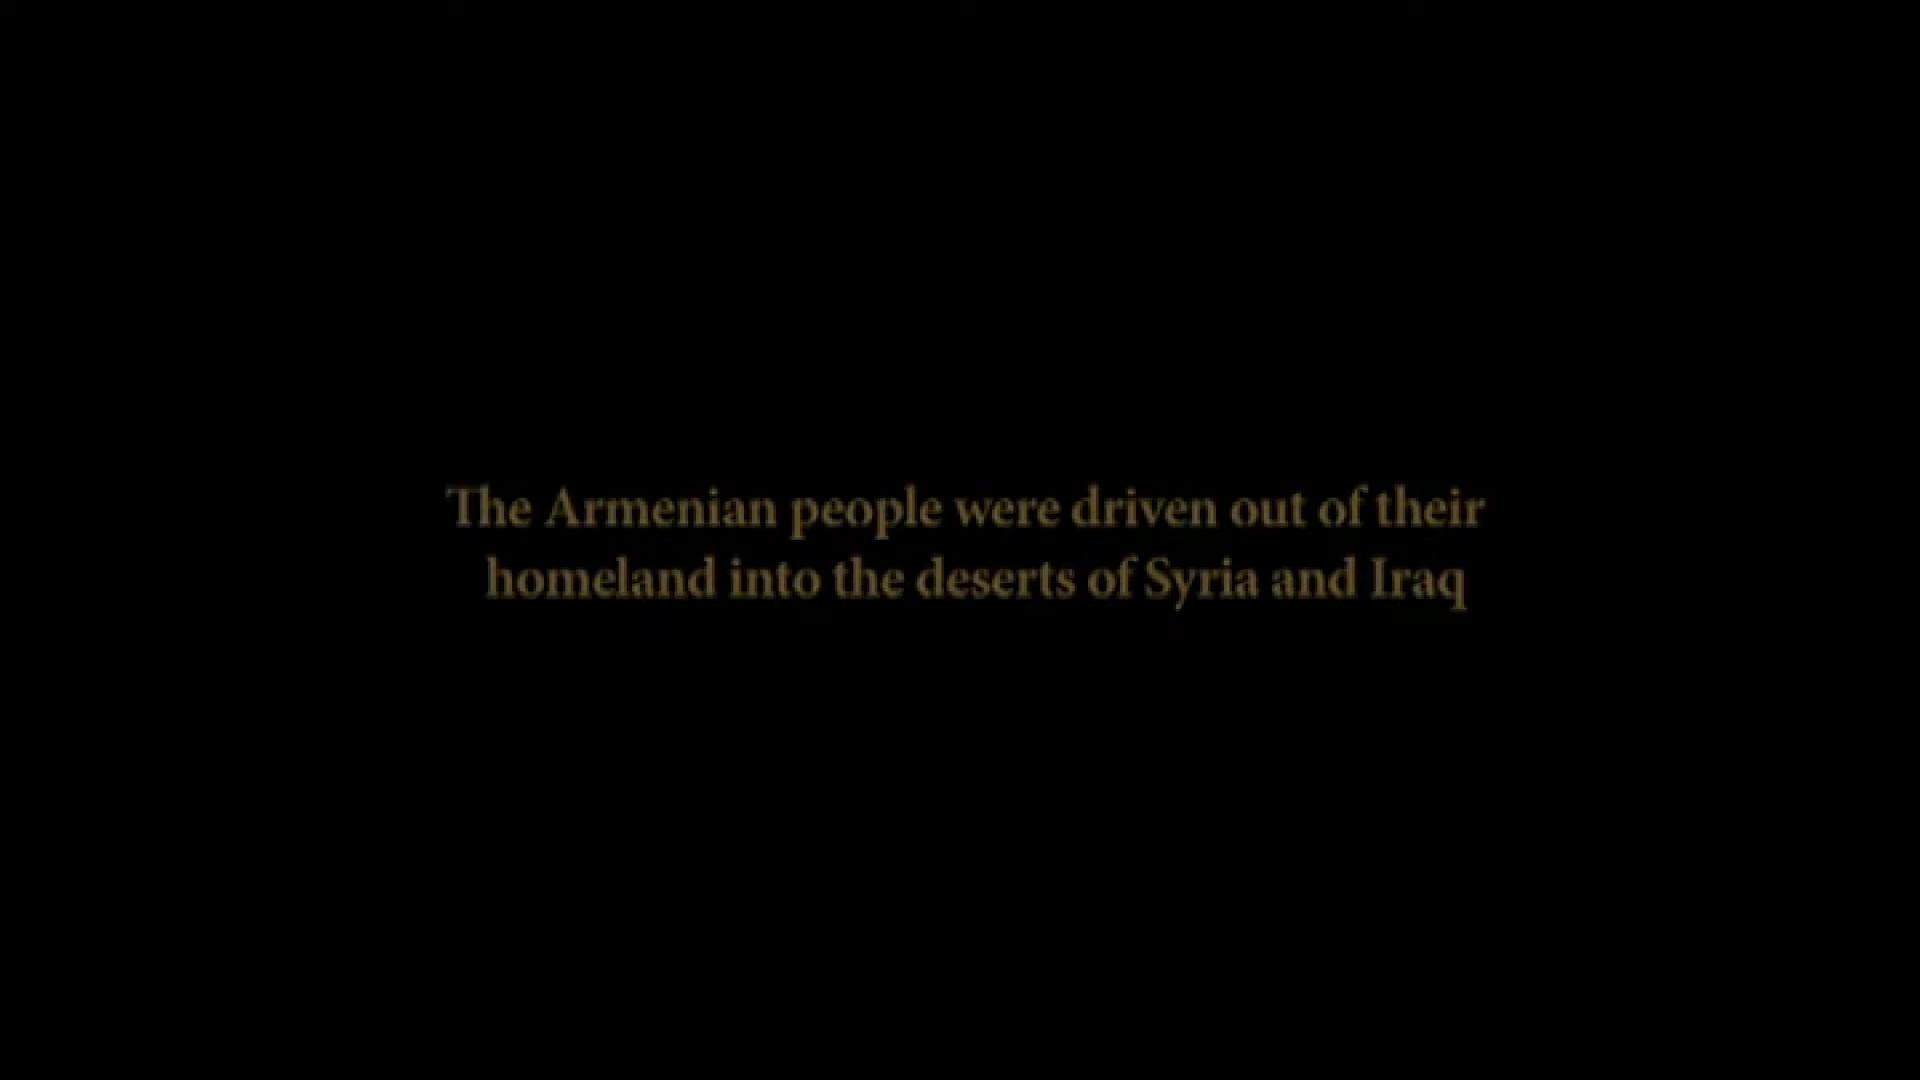 The Armenian people were driven out of their
homeland into the deserts of Syria and Iraq